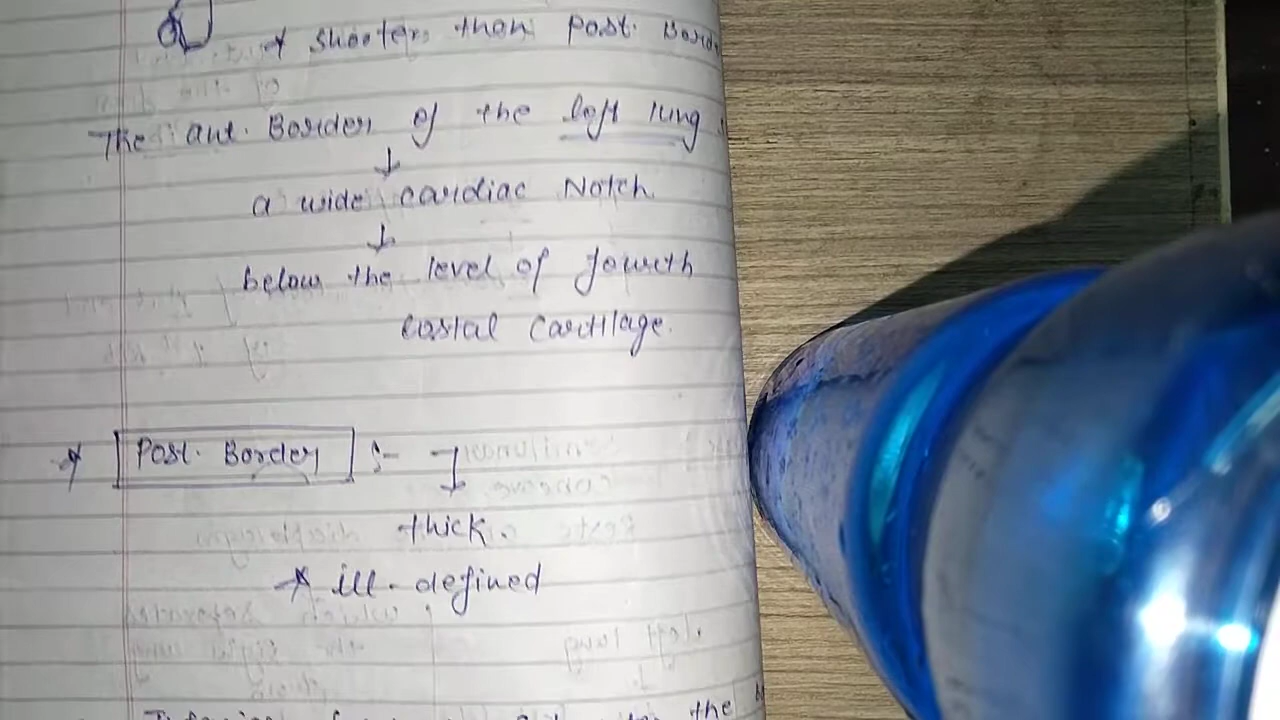 * shorter than Post. Bord
The ant. Border of the left lung
↓
a wide cardiac Notch
↓
below the level of fourth
costal cartilage.
* Post. Border :-
thick.
* ill-defined
the